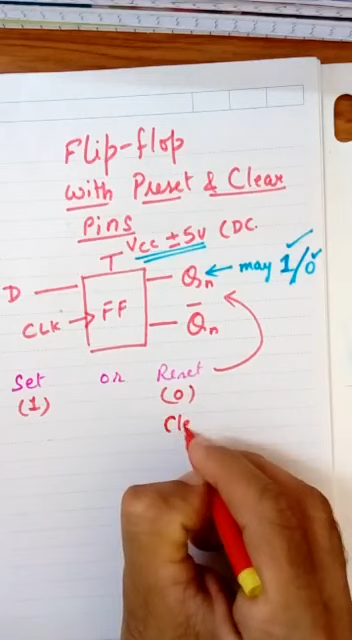 Flip-flop
with Preset & Clear
Pins
Vcc ± 5v (DC.
D
Qn ← may 1/0
CLK
FF
Q̅n
Set or Reset
(1) (0)
Cle